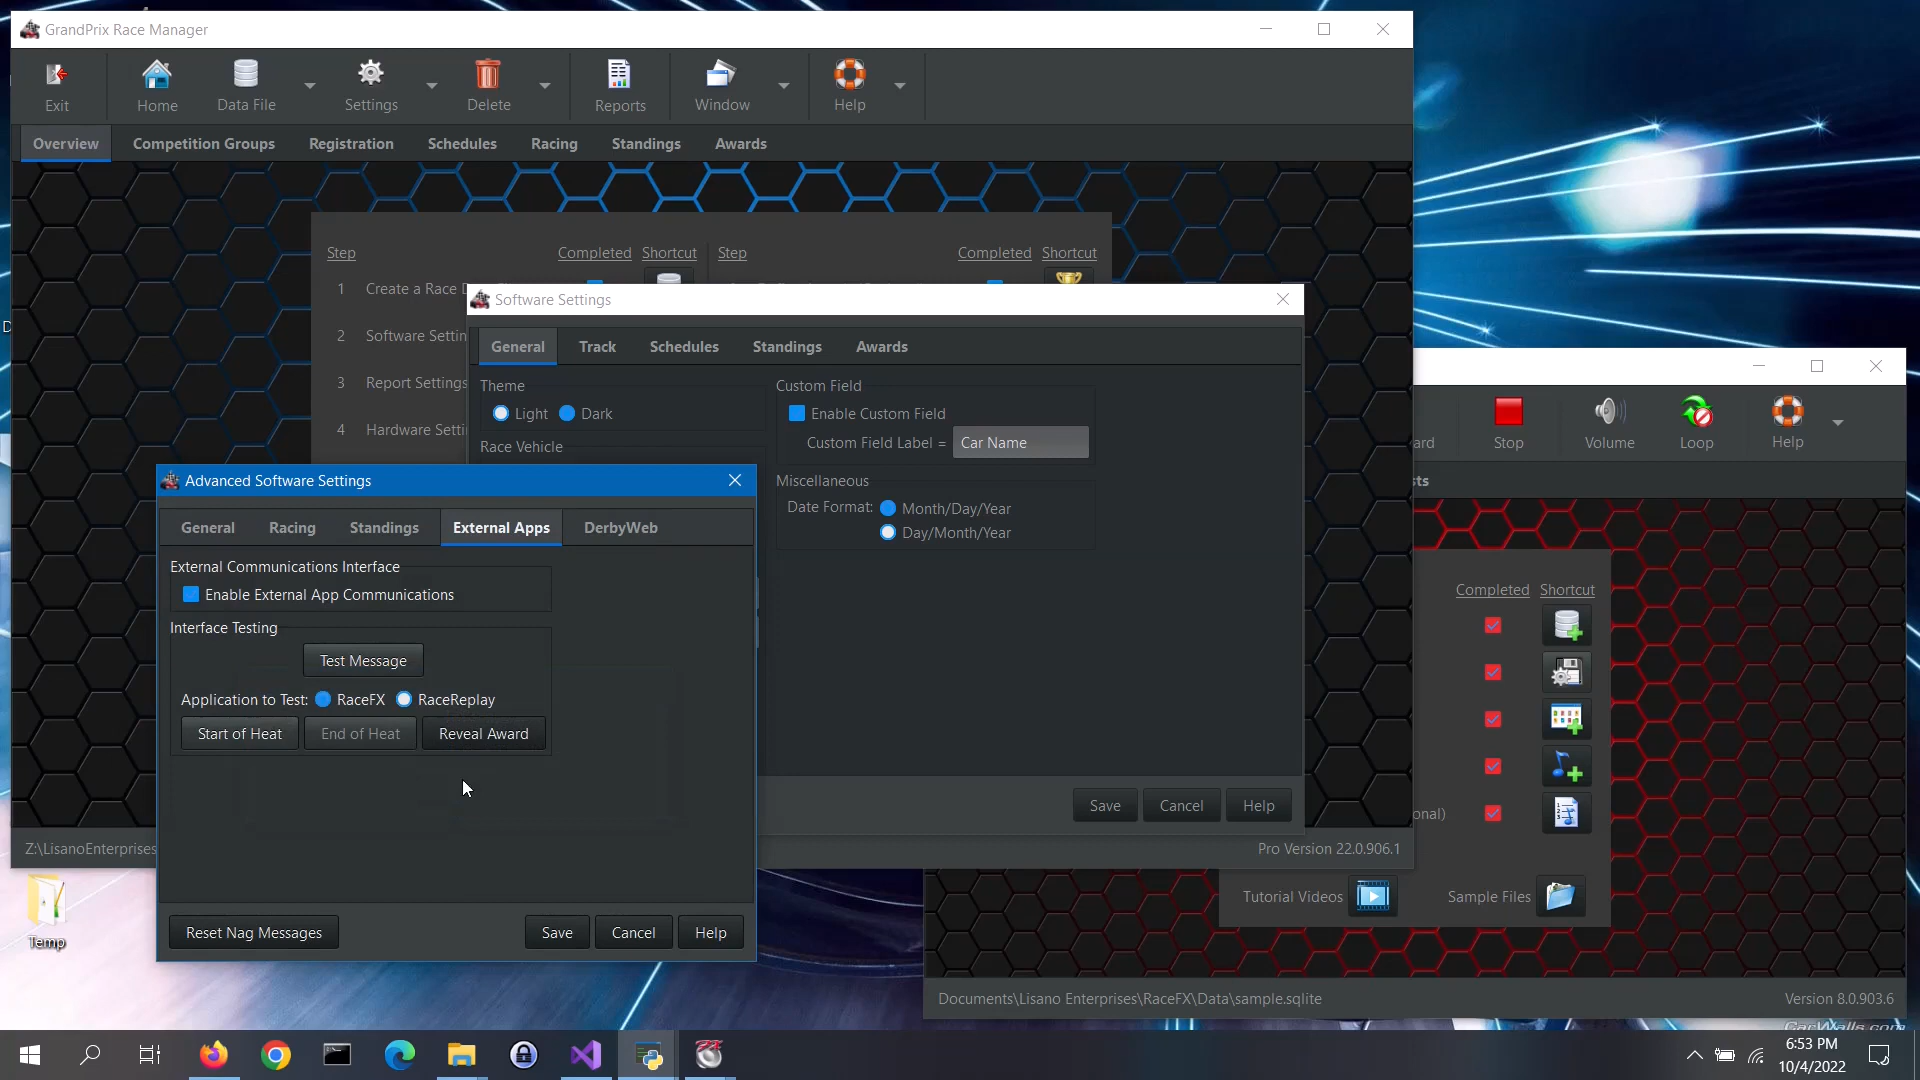 GrandPrix Race Manager
Exit
Home
Data File
Settings
Delete
Reports
Window
Help
Overview
Competition Groups
Registration
Schedules
Racing
Standings
Awards
Step Completed Shortcut Step Completed Shortcut
1 Create a Race D
2 Software Settin
3 Report Settings
4 Hardware Setti
Software Settings
General
Track
Schedules
Standings
Awards
Theme
Light Dark
Race Vehicle
Custom Field
Enable Custom Field
Custom Field Label = Car Name
Miscellaneous
Date Format: Month/Day/Year
Day/Month/Year
Save
Cancel
Help
Z:\LisanoEnterprises
Pro Version 22.0.906.1
Advanced Software Settings
General
Racing
Standings
External Apps
DerbyWeb
External Communications Interface
Enable External App Communications
Interface Testing
Test Message
Application to Test: RaceFX RaceReplay
Start of Heat
End of Heat
Reveal Award
Reset Nag Messages
Save
Cancel
Help
ard
Stop
Volume
Loop
Help
sts
Completed Shortcut
onal)
Tutorial Videos
Sample Files
Documents\Lisano Enterprises\RaceFX\Data\sample.sqlite
Version 8.0.903.6
Temp
CarWalls.com
6:53 PM
10/4/2022